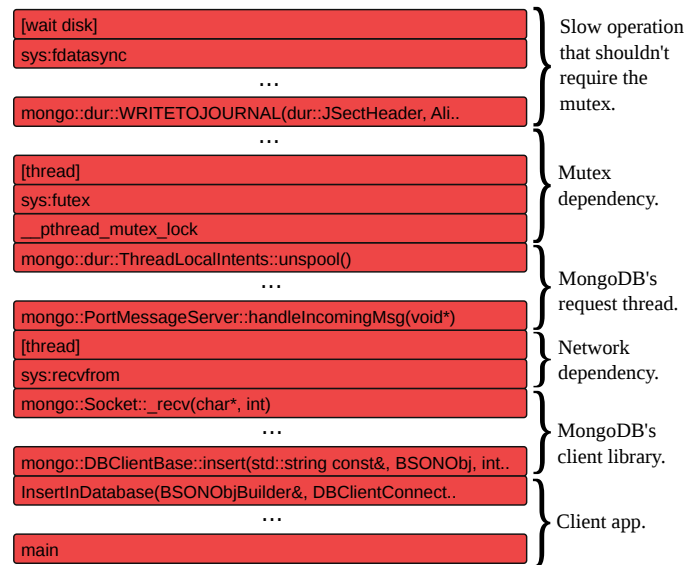 [wait disk]
sys:fdatasync
...
mongo::dur::WRITETOJOURNAL(dur::JSectHeader, Ali..
Slow operation
that shouldn't
require the
mutex.
...
[thread]
sys:futex
__pthread_mutex_lock
Mutex
dependency.
mongo::dur::ThreadLocalIntents::unspool()
...
mongo::PortMessageServer::handleIncomingMsg(void*)
MongoDB's
request thread.
[thread]
sys:recvfrom
Network
dependency.
mongo::Socket::_recv(char*, int)
...
mongo::DBClientBase::insert(std::string const&, BSONObj, int..
MongoDB's
client library.
InsertInDatabase(BSONObjBuilder&, DBClientConnect..
...
main
Client app.